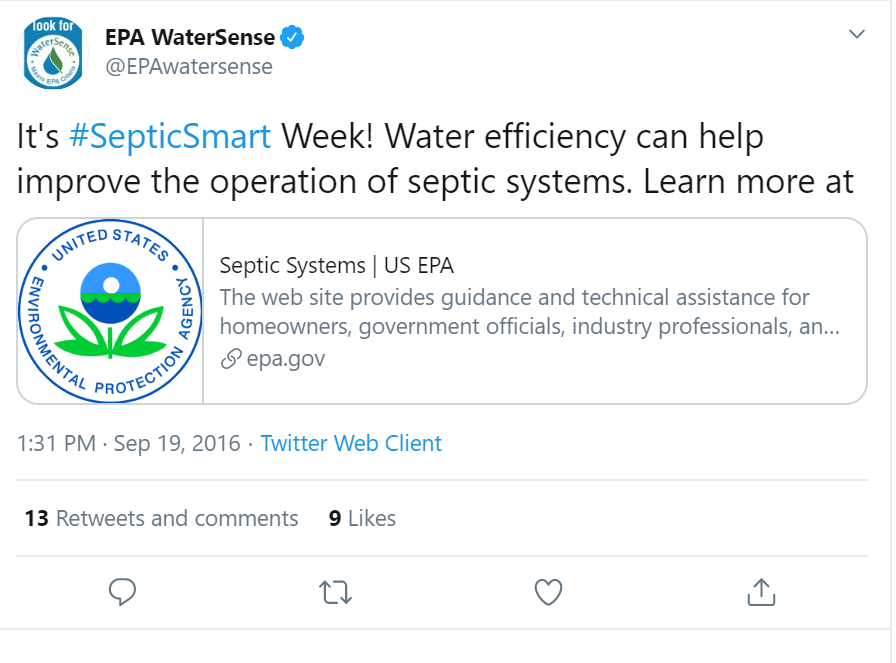 look for
WaterSense
Meets EPA Criteria
EPA WaterSense
@EPAwatersense
It's #SepticSmart Week! Water efficiency can help
improve the operation of septic systems. Learn more at
UNITED STATES
ENVIRONMENTAL PROTECTION AGENCY
Septic Systems | US EPA
The web site provides guidance and technical assistance for
homeowners, government officials, industry professionals, an...
epa.gov
1:31 PM · Sep 19, 2016 · Twitter Web Client
13 Retweets and comments 9 Likes